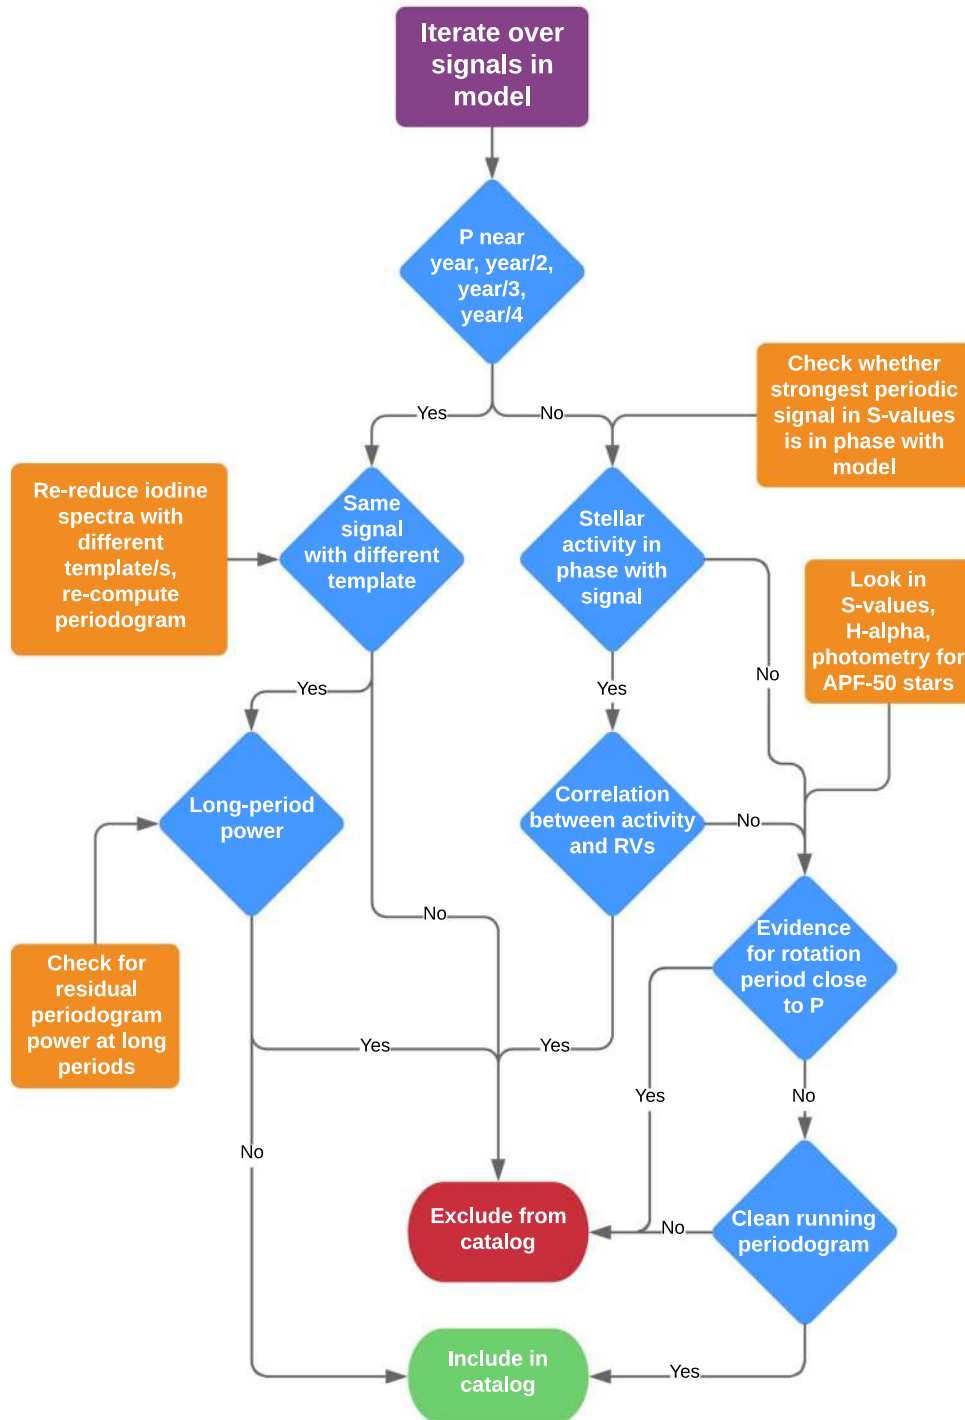 Iterate over
signals in
model
P near
year, year/2,
year/3,
year/4
Check whether
strongest periodic
signal in S-values
is in phase with
model
Yes
No
Re-reduce iodine
spectra with
different
template/s,
re-compute
periodogram
Same
signal
with different
template
Stellar
activity in
phase with
signal
Look in
S-values,
H-alpha,
photometry for
APF-50 stars
Yes
Yes
No
Long-period
power
Correlation
between activity
and RVs
No
No
Check for
residual
periodogram
power at long
periods
Evidence
for rotation
period close
to P
Yes
Yes
Yes
No
No
Exclude from
catalog
No
Clean running
periodogram
Include in
catalog
Yes